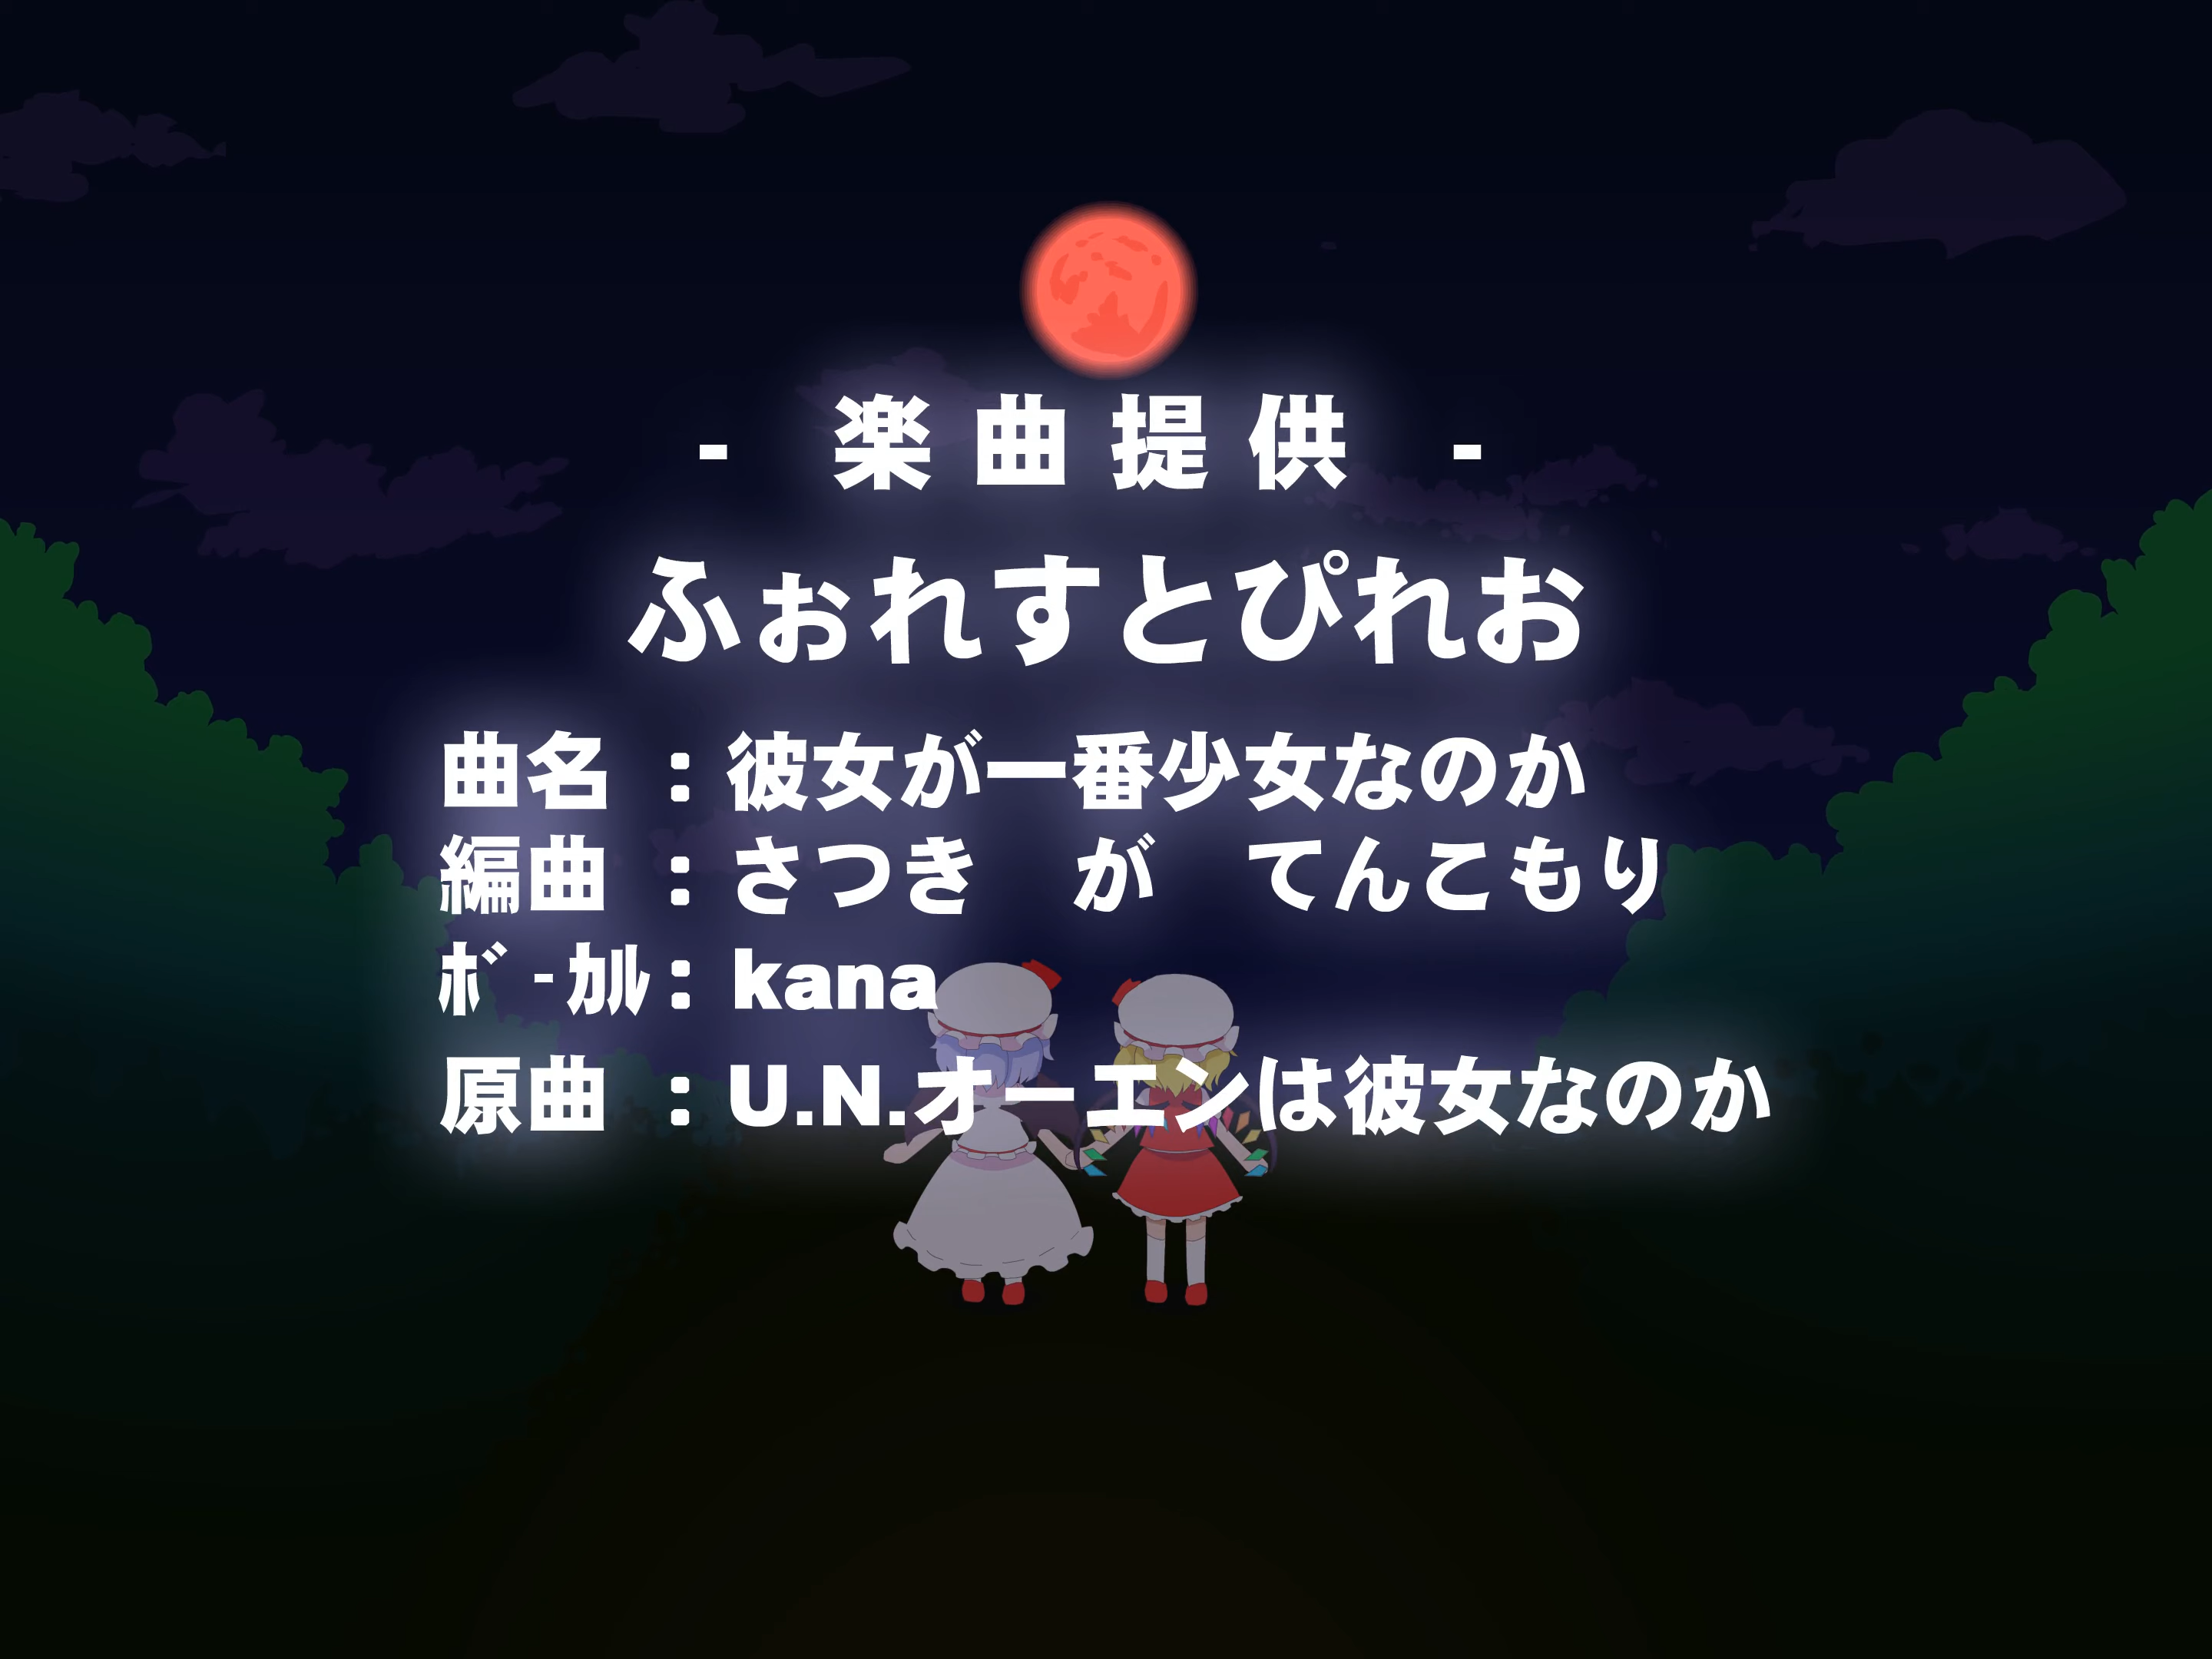 - 楽曲提供 -
ふぉれすとぴれお
曲名 : 彼女が一番少女なのか
編曲 : さつき が てんこもり
ﾎﾞ-ｶﾙ : kana
原曲 : U.N.オーエンは彼女なのか